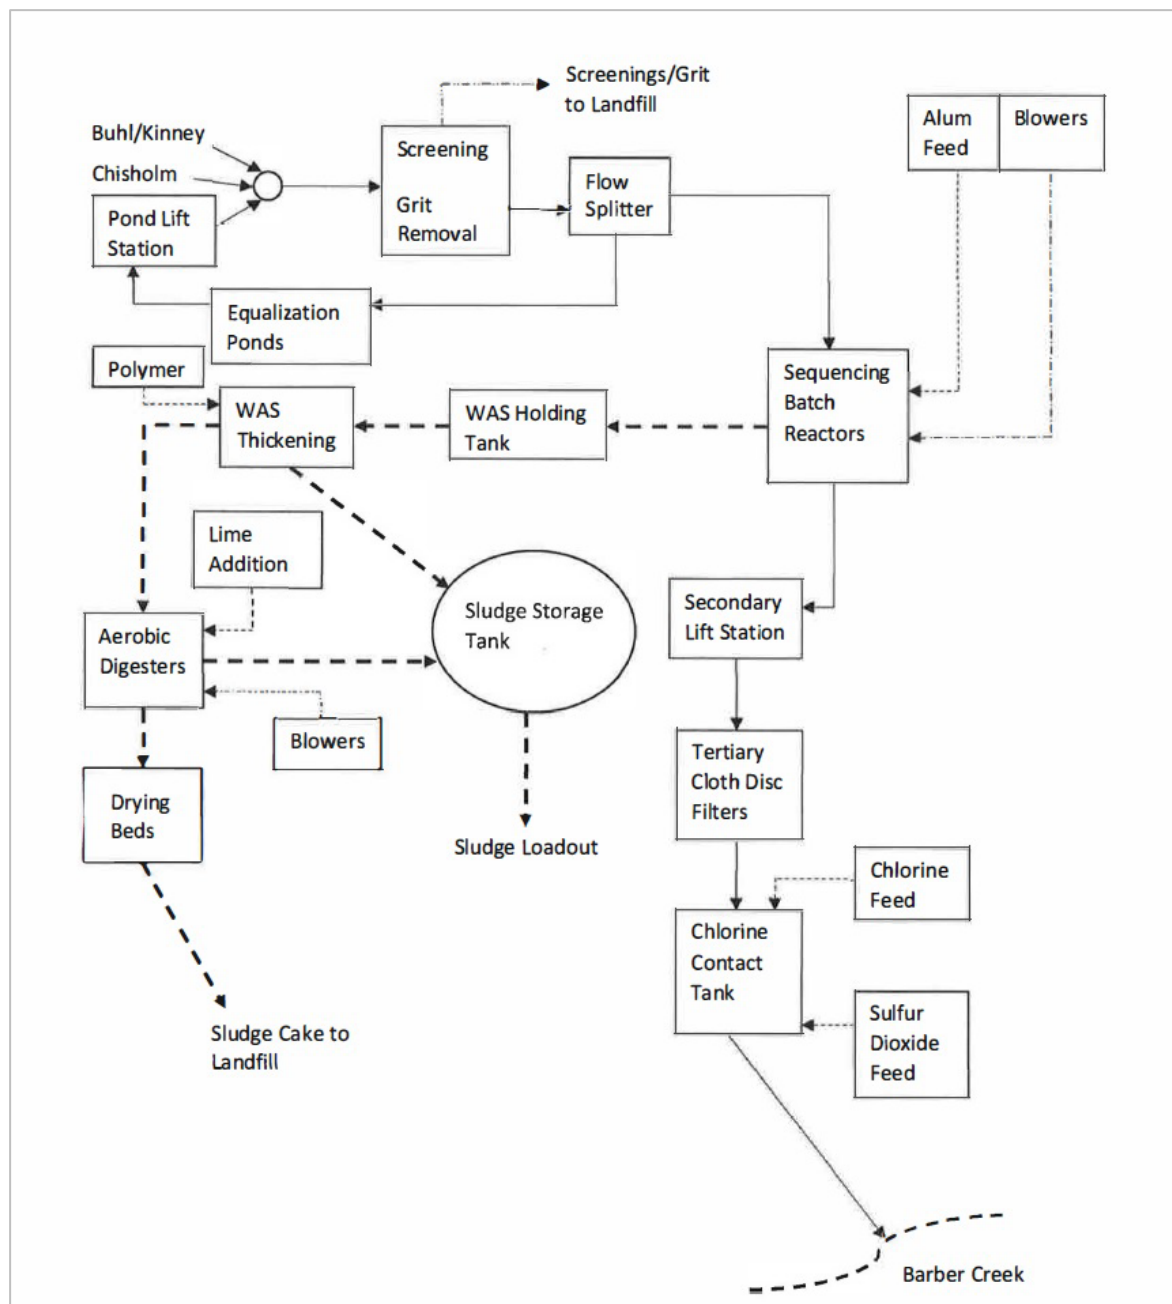 Screenings/Grit
to Landfill
Buhl/Kinney
Chisholm
Pond Lift
Station
Screening
Grit
Removal
Flow
Splitter
Alum
Feed
Blowers
Equalization
Ponds
Polymer
WAS
Thickening
WAS Holding
Tank
Sequencing
Batch
Reactors
Lime
Addition
Sludge Storage
Tank
Secondary
Lift Station
Aerobic
Digesters
Blowers
Tertiary
Cloth Disc
Filters
Drying
Beds
Sludge Loadout
Chlorine
Feed
Chlorine
Contact
Tank
Sulfur
Dioxide
Feed
Sludge Cake to
Landfill
Barber Creek